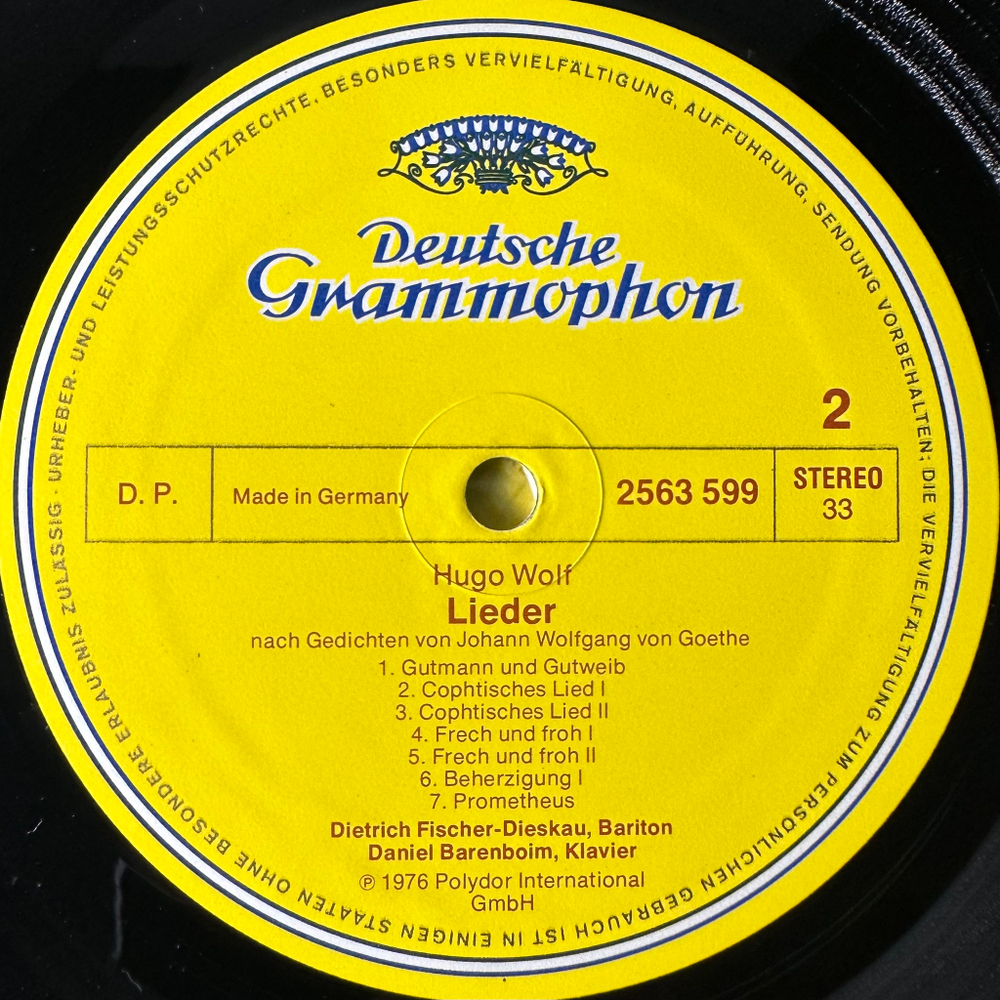 URHEBER- UND LEISTUNGSSCHUTZRECHTE, BESONDERS VERVIELFÄLTIGUNG, AUFFÜHRUNG, SENDUNG VORBEHALTEN; DIE VERVIELFÄLTIGUNG ZUM PERSÖNLICHEN GEBRAUCH IST IN EINIGEN STAATEN OHNE BESONDERE ERLAUBNIS ZULÄSSIG ·
Deutsche
Grammophon
2
D. P.
Made in Germany
2563 599
STEREO
33
Hugo Wolf
Lieder
nach Gedichten von Johann Wolfgang von Goethe
1. Gutmann und Gutweib
2. Cophtisches Lied I
3. Cophtisches Lied II
4. Frech und froh I
5. Frech und froh II
6. Beherzigung I
7. Prometheus
Dietrich Fischer-Dieskau, Bariton
Daniel Barenboim, Klavier
℗ 1976 Polydor International
GmbH